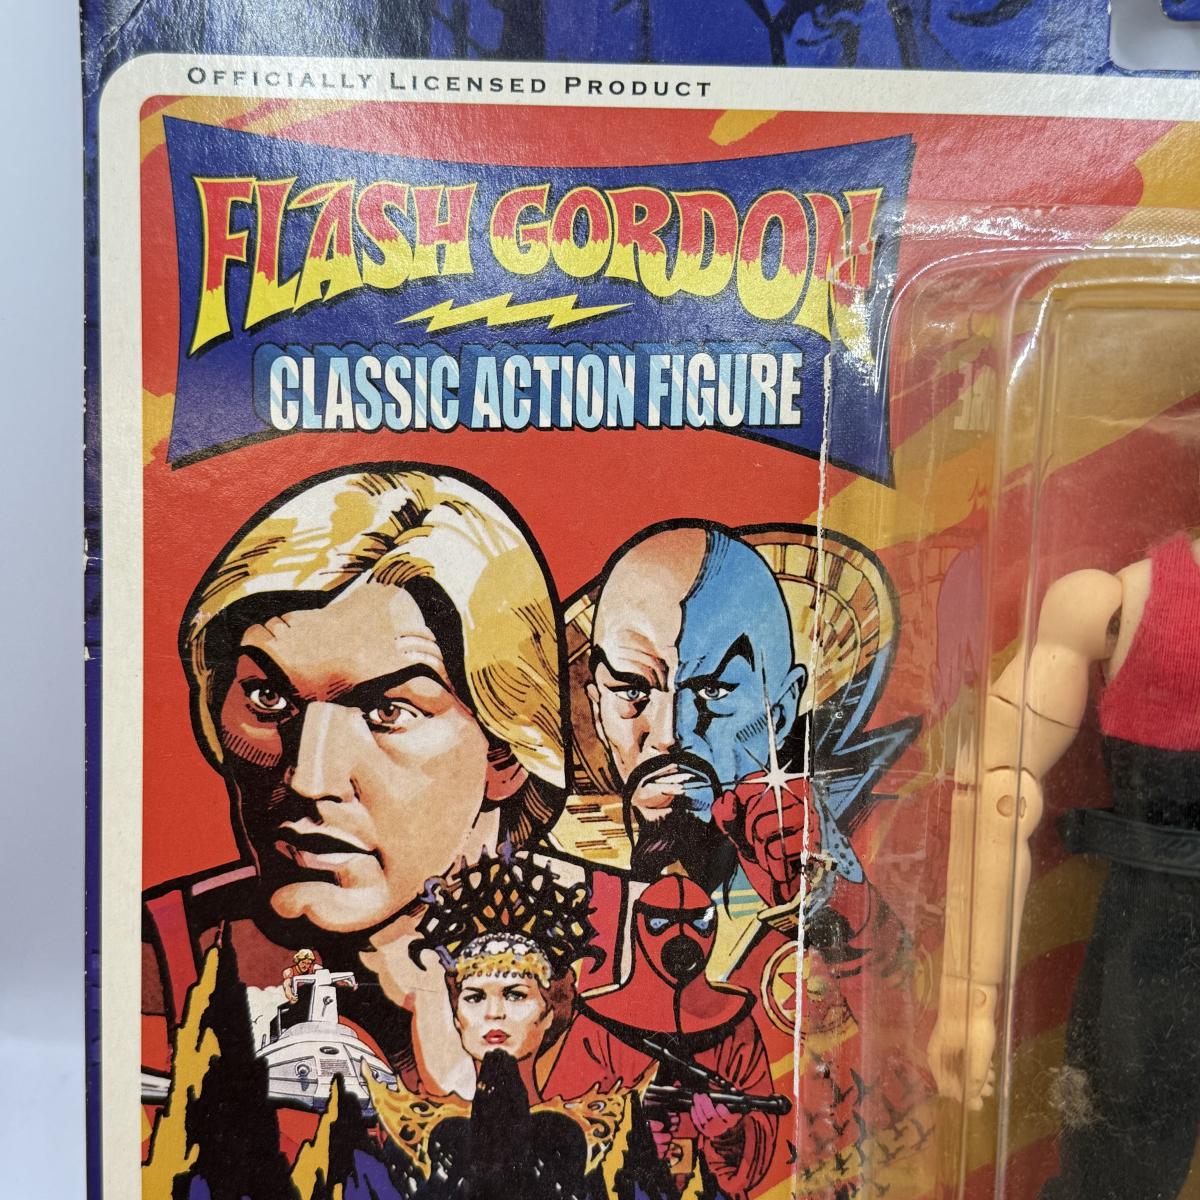 OFFICIALLY LICENSED PRODUCT
FLASH GORDON
CLASSIC ACTION FIGURE